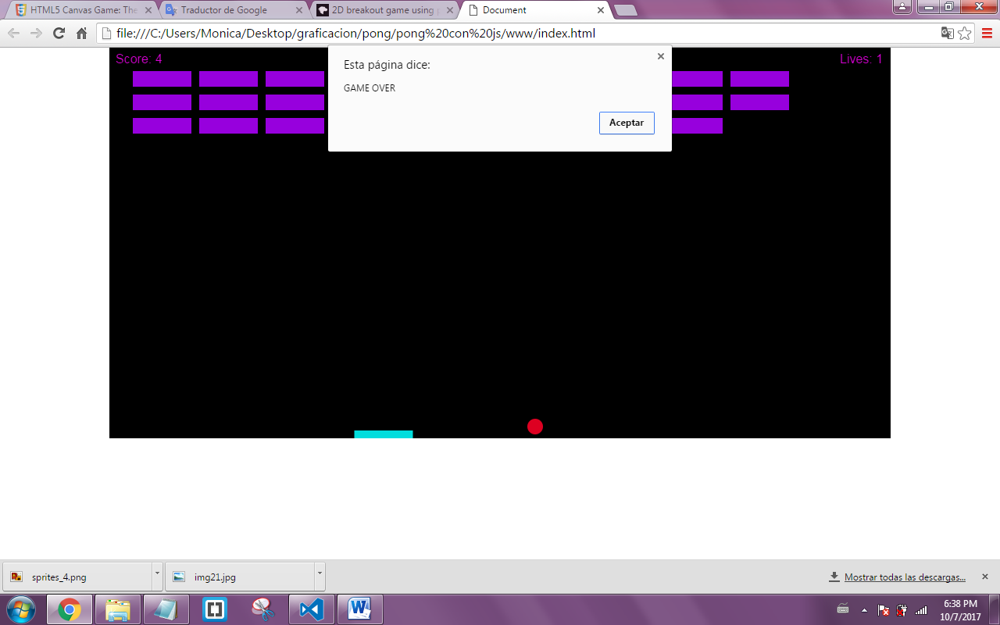 HTML5 Canvas Game: The
Traductor de Google
2D breakout game using p
Document
file:///C:/Users/Monica/Desktop/graficacion/pong/pong%20con%20js/www/index.html
Score: 4
Lives: 1
Esta página dice:
GAME OVER
Aceptar
sprites_4.png
img21.jpg
Mostrar todas las descargas...
6:38 PM
10/7/2017